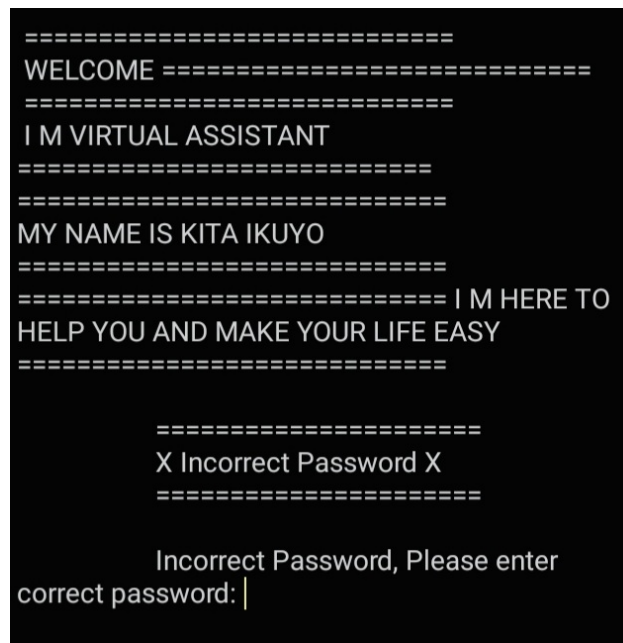 =============================
WELCOME =============================
=============================
I M VIRTUAL ASSISTANT
============================
=============================
MY NAME IS KITA IKUYO
=============================
============================= I M HERE TO
HELP YOU AND MAKE YOUR LIFE EASY
=============================
======================
X Incorrect Password X
======================
Incorrect Password, Please enter
correct password: